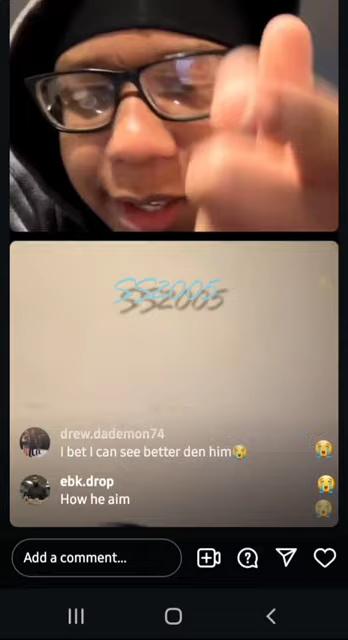 SS2005
drew.dademon74
I bet I can see better den him😭
ebk.drop
How he aim
Add a comment...